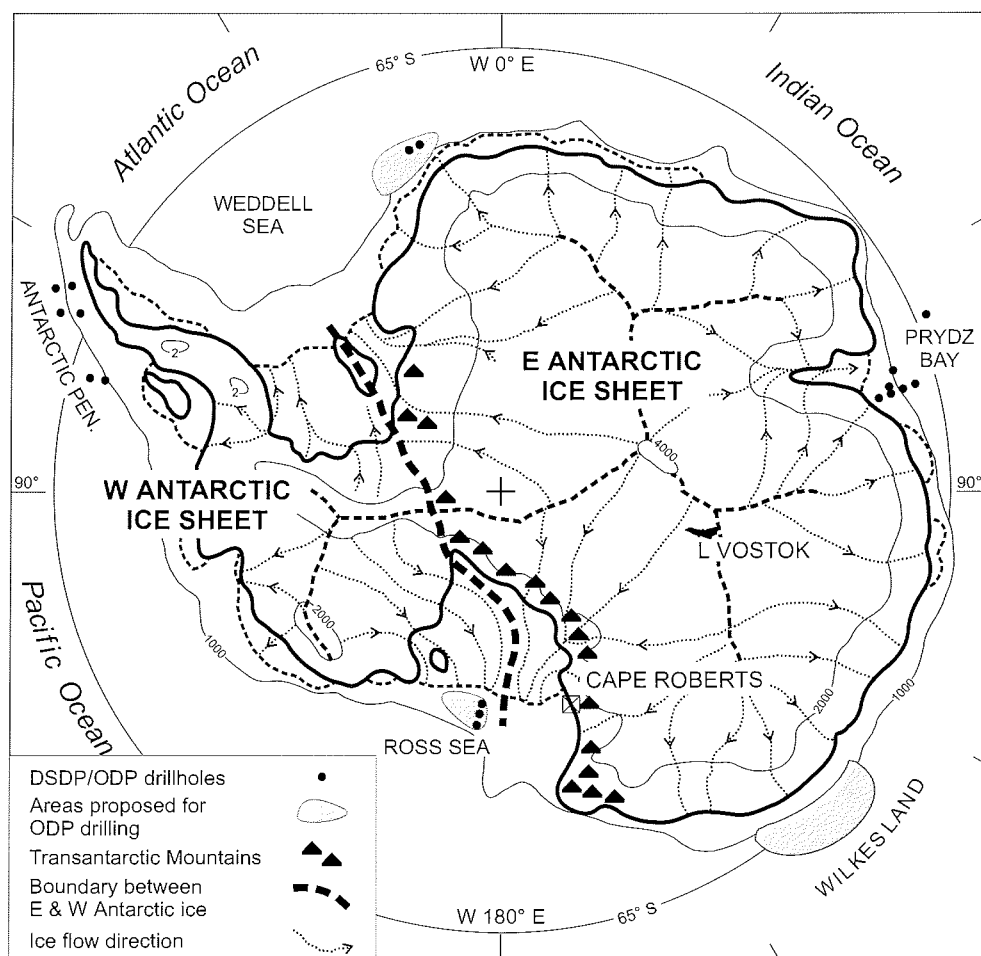 65° S
W 0° E
Atlantic Ocean
Indian Ocean
WEDDELL
SEA
ANTARCTIC PEN.
2
2
E ANTARCTIC
ICE SHEET
PRYDZ
BAY
4000
90°
W ANTARCTIC
ICE SHEET
90°
L VOSTOK
Pacific Ocean
2000
1000
CAPE ROBERTS
2000
1000
ROSS SEA
WILKES LAND
W 180° E
65° S
DSDP/ODP drillholes
Areas proposed for
ODP drilling
Transantarctic Mountains
Boundary between
E & W Antarctic ice
Ice flow direction